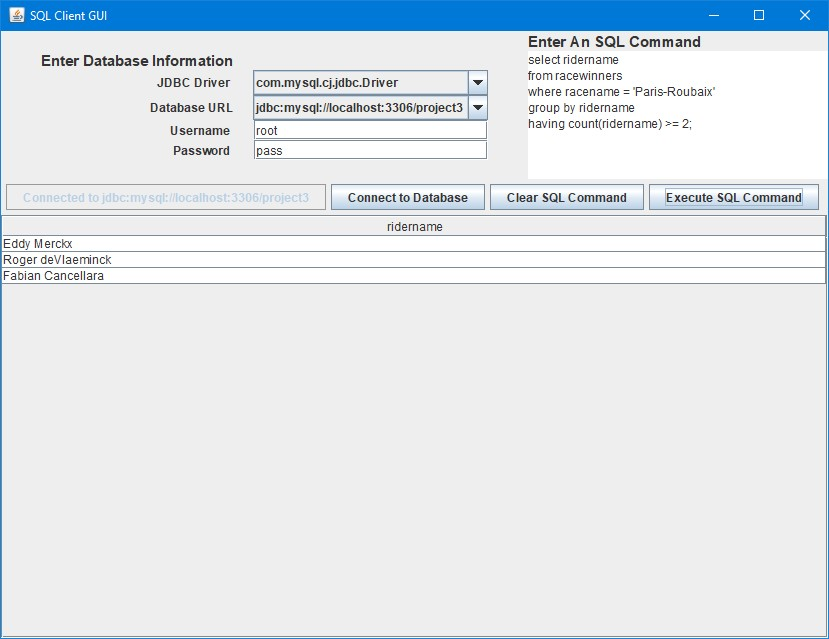 SQL Client GUI
Enter Database Information
JDBC Driver
com.mysql.cj.jdbc.Driver
Database URL
jdbc:mysql://localhost:3306/project3
Username
root
Password
pass
Enter An SQL Command
select ridername
from racewinners
where racename = 'Paris-Roubaix'
group by ridername
having count(ridername) >= 2;
Connected to jdbc:mysql://localhost:3306/project3
Connect to Database
Clear SQL Command
Execute SQL Command
ridername
Eddy Merckx
Roger deVlaeminck
Fabian Cancellara